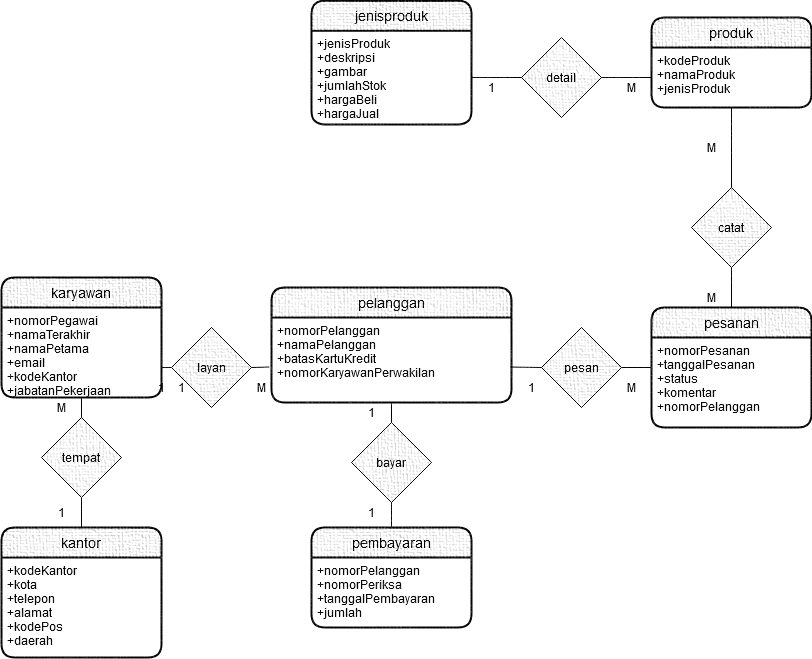 jenisproduk
+jenisProduk
+deskripsi
+gambar
+jumlahStok
+hargaBeli
+hargaJual
1
detail
M
produk
+kodeProduk
+namaProduk
+jenisProduk
M
catat
M
karyawan
+nomorPegawai
+namaTerakhir
+namaPetama
+email
+kodeKantor
+jabatanPekerjaan
1
1
layan
M
pelanggan
+nomorPelanggan
+namaPelanggan
+batasKartuKredit
+nomorKaryawanPerwakilan
1
pesan
M
pesanan
+nomorPesanan
+tanggalPesanan
+status
+komentar
+nomorPelanggan
M
tempat
1
kantor
+kodeKantor
+kota
+telepon
+alamat
+kodePos
+daerah
1
bayar
1
pembayaran
+nomorPelanggan
+nomorPeriksa
+tanggalPembayaran
+jumlah